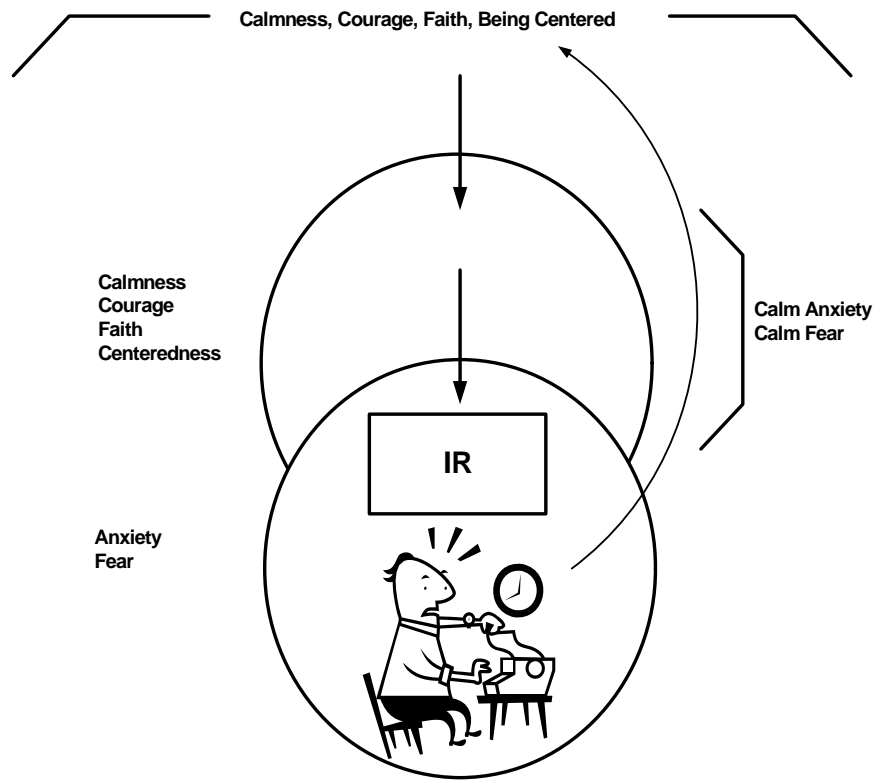 Calmness, Courage, Faith, Being Centered
Calmness
Courage
Faith
Centeredness
Calm Anxiety
Calm Fear
IR
Anxiety
Fear